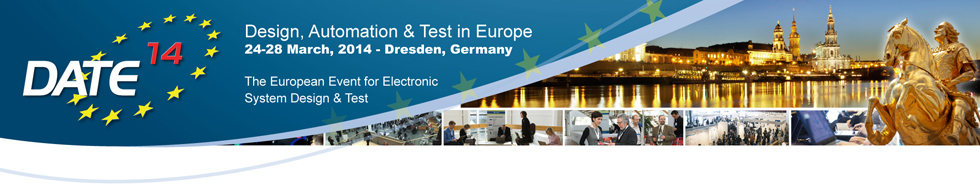 DATE 14
Design, Automation & Test in Europe
24-28 March, 2014 - Dresden, Germany
The European Event for Electronic
System Design & Test